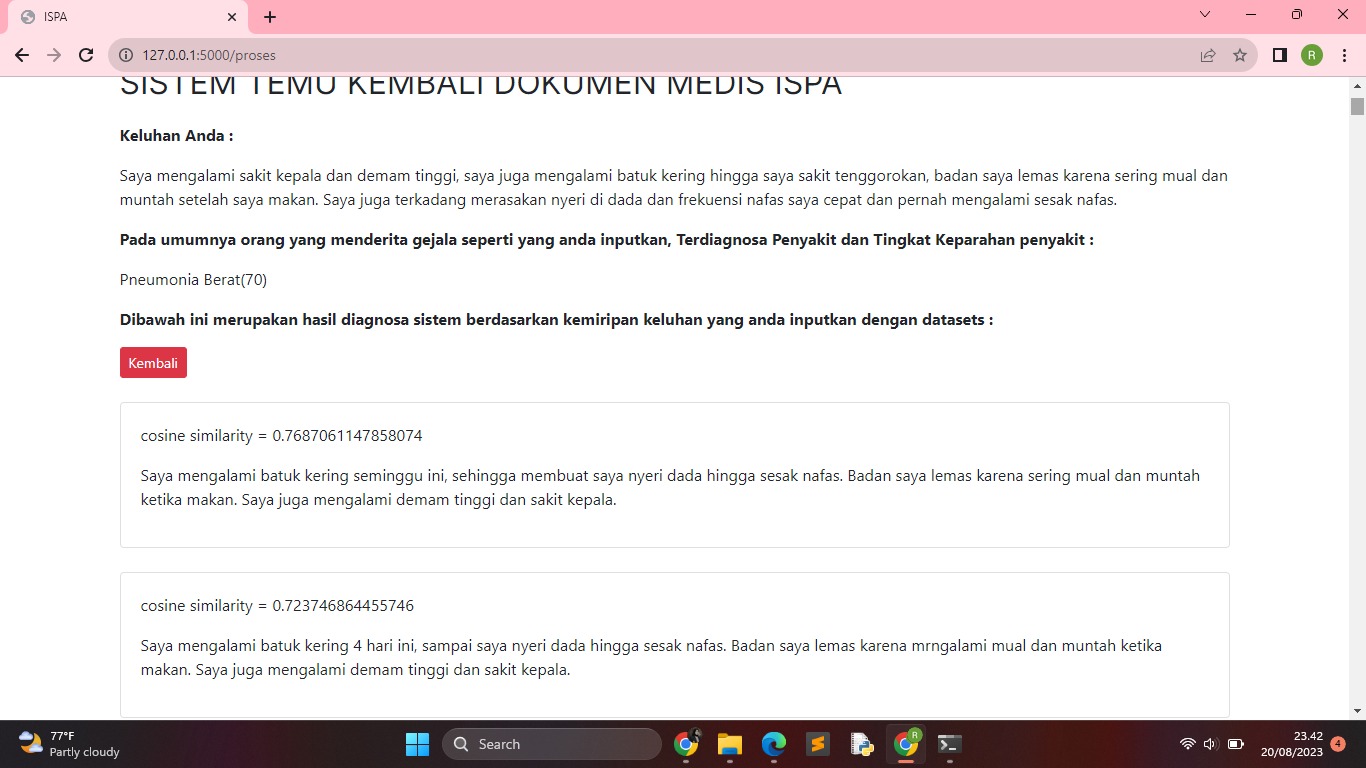 ISPA
127.0.0.1:5000/proses
R
SISTEM TEMU KEMBALI DOKUMEN MEDIS ISPA
Keluhan Anda :
Saya mengalami sakit kepala dan demam tinggi, saya juga mengalami batuk kering hingga saya sakit tenggorokan, badan saya lemas karena sering mual dan
muntah setelah saya makan. Saya juga terkadang merasakan nyeri di dada dan frekuensi nafas saya cepat dan pernah mengalami sesak nafas.
Pada umumnya orang yang menderita gejala seperti yang anda inputkan, Terdiagnosa Penyakit dan Tingkat Keparahan penyakit :
Pneumonia Berat(70)
Dibawah ini merupakan hasil diagnosa sistem berdasarkan kemiripan keluhan yang anda inputkan dengan datasets :
Kembali
cosine similarity = 0.7687061147858074
Saya mengalami batuk kering seminggu ini, sehingga membuat saya nyeri dada hingga sesak nafas. Badan saya lemas karena sering mual dan muntah
ketika makan. Saya juga mengalami demam tinggi dan sakit kepala.
cosine similarity = 0.723746864455746
Saya mengalami batuk kering 4 hari ini, sampai saya nyeri dada hingga sesak nafas. Badan saya lemas karena mrngalami mual dan muntah ketika
makan. Saya juga mengalami demam tinggi dan sakit kepala.
77°F
Partly cloudy
Search
R
23.42
20/08/2023
4